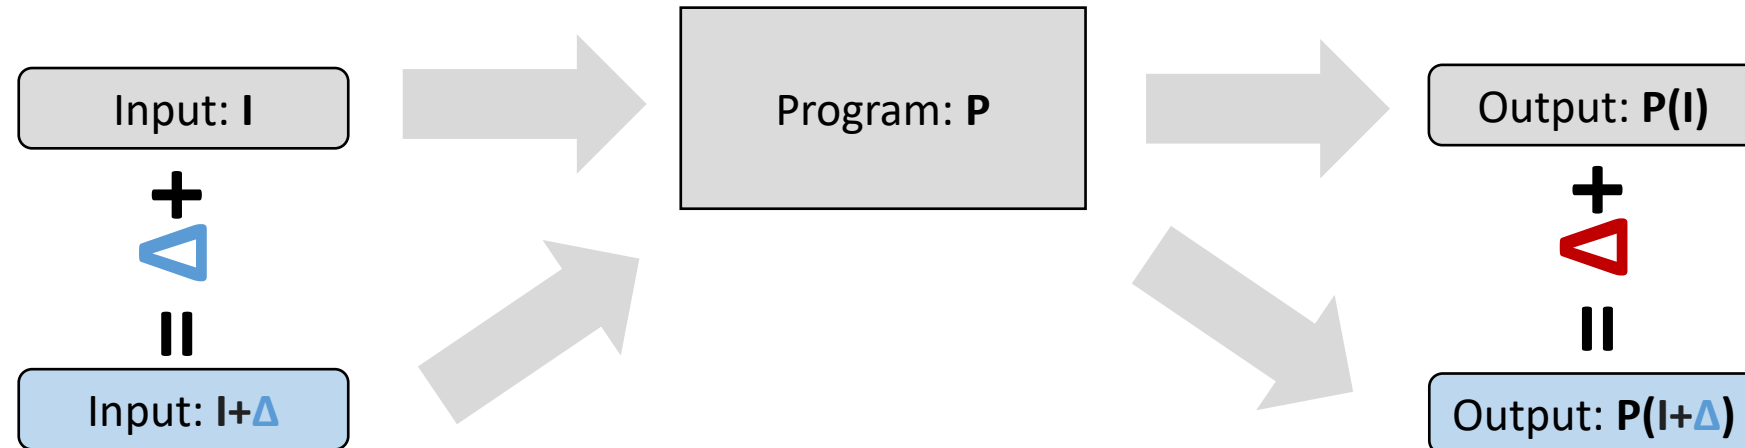 Input: I
Program: P
Output: P(I)
+
Δ
=
+
Δ
=
Input: I+Δ
Output: P(I+Δ)